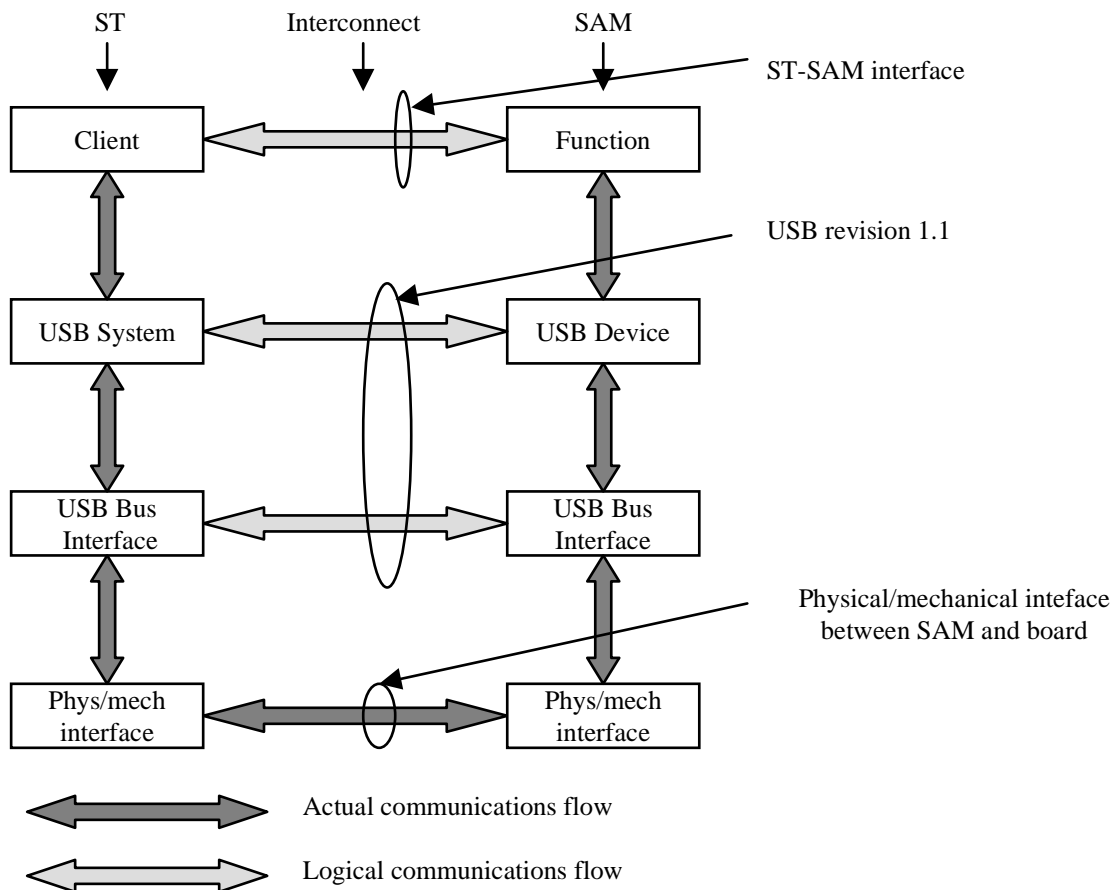 ST
Interconnect
SAM
ST-SAM interface
Client
Function
USB revision 1.1
USB System
USB Device
USB Bus
Interface
USB Bus
Interface
Physical/mechanical inteface
between SAM and board
Phys/mech
interface
Phys/mech
interface
Actual communications flow
Logical communications flow